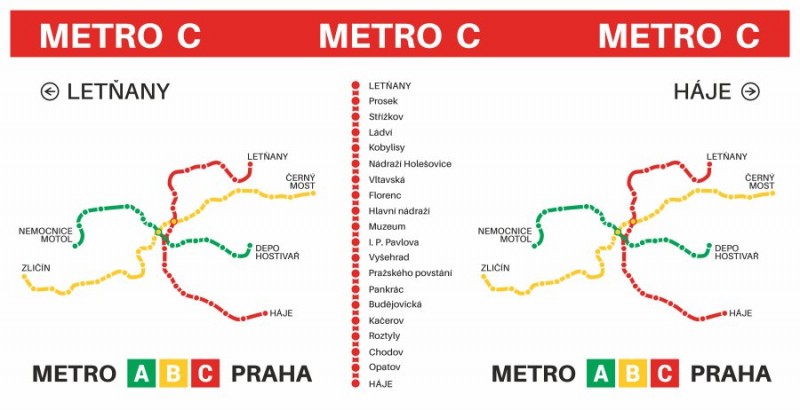 METRO C
METRO C
METRO C
LETŇANY
LETŇANY
ČERNÝ
MOST
NEMOCNICE
MOTOL
DEPO
HOSTIVAŘ
ZLIČÍN
HÁJE
METRO A B C PRAHA
LETŇANY
Prosek
Střížkov
Ládví
Kobylisy
Nádraží Holešovice
Vltavská
Florenc
Hlavní nádraží
Muzeum
I. P. Pavlova
Vyšehrad
Pražského povstání
Pankrác
Budějovická
Kačerov
Roztyly
Chodov
Opatov
HÁJE
HÁJE
LETŇANY
ČERNÝ
MOST
NEMOCNICE
MOTOL
DEPO
HOSTIVAŘ
ZLIČÍN
HÁJE
METRO A B C PRAHA